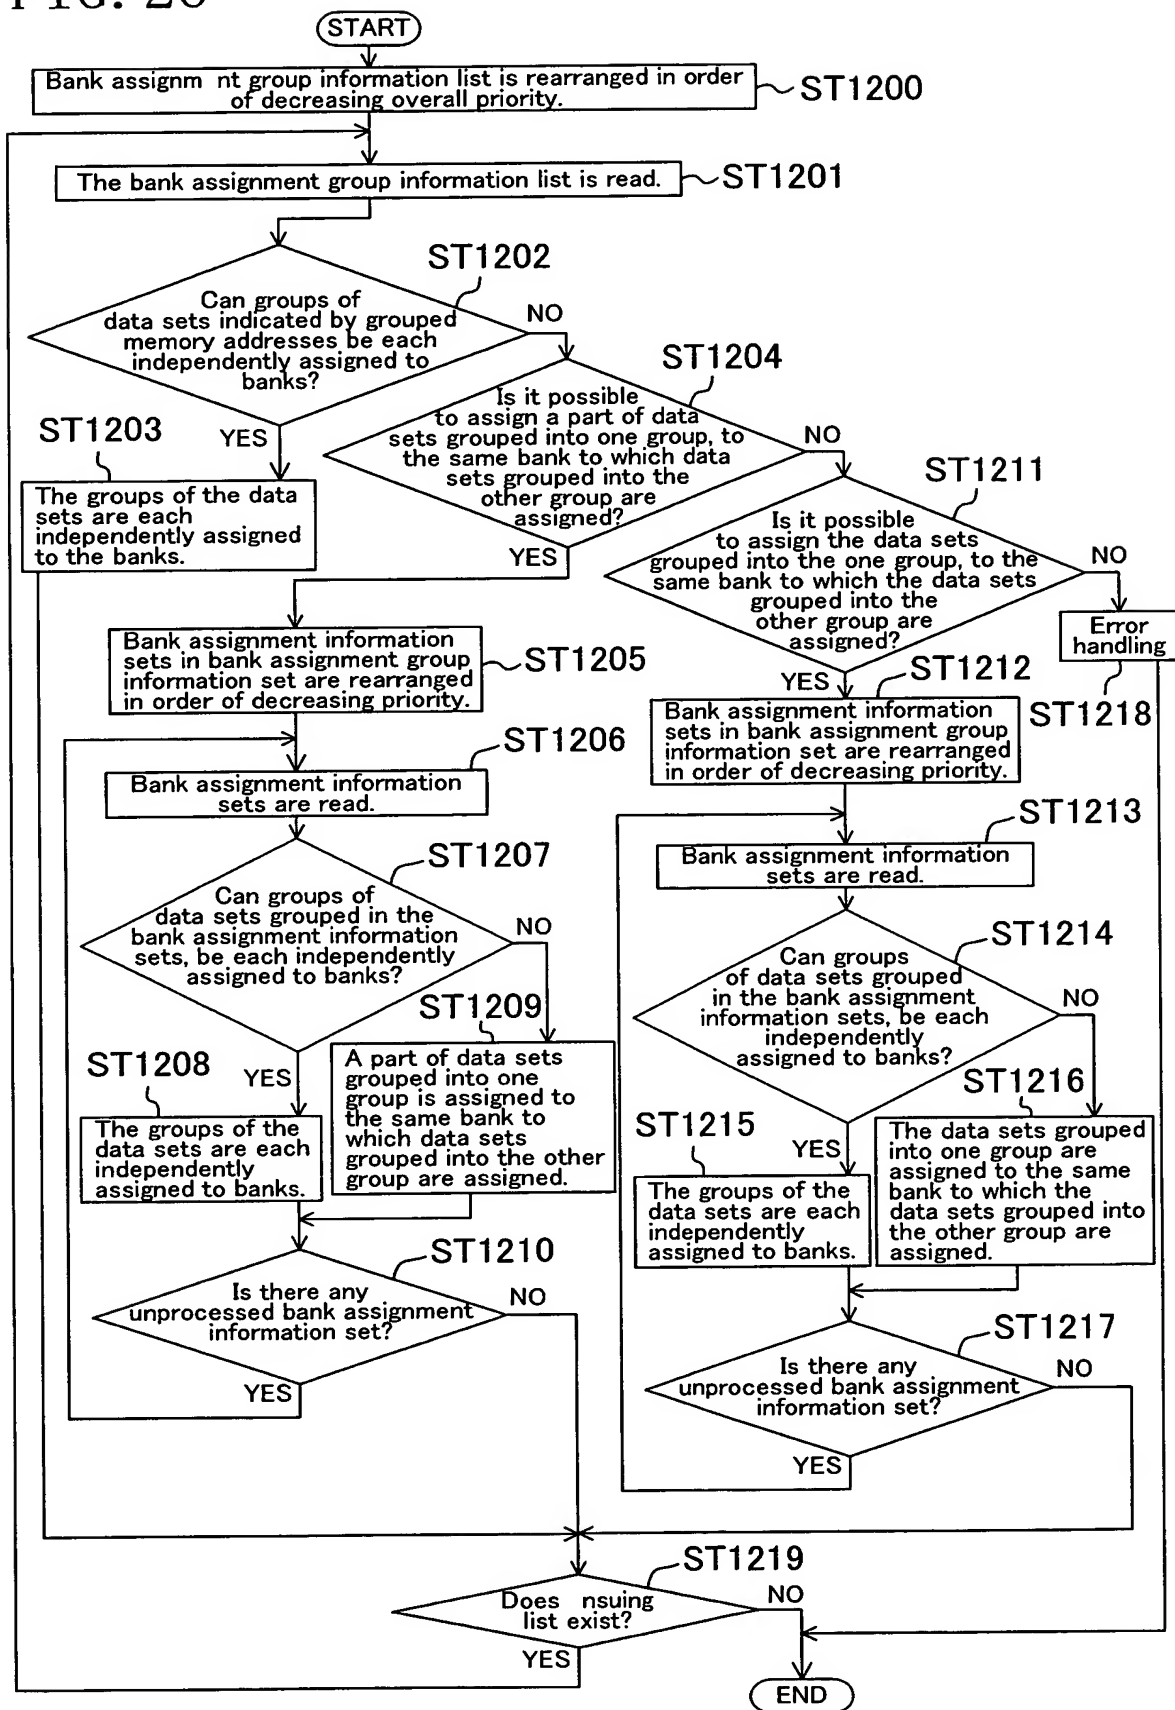 START
Bank assignm nt group information list is rearranged in order
of decreasing overall priority.
ST1200
The bank assignment group information list is read.
ST1201
ST1202
Can groups of
data sets indicated by grouped
memory addresses be each
independently assigned to
banks?
NO
YES
ST1203
The groups of the data
sets are each
independently assigned
to the banks.
ST1204
Is it possible
to assign a part of data
sets grouped into one group, to
the same bank to which data
sets grouped into the
other group are
assigned?
NO
YES
ST1211
Is it possible
to assign the data sets
grouped into the one group, to the
same bank to which the data sets
grouped into the
other group are
assigned?
NO
YES
Error
handling
ST1218
Bank assignment information
sets in bank assignment group
information set are rearranged
in order of decreasing priority.
ST1205
ST1206
Bank assignment information
sets are read.
ST1207
Can groups of
data sets grouped in the
bank assignment information
sets, be each independently
assigned to banks?
NO
YES
ST1208
The groups of the
data sets are each
independently
assigned to banks.
ST1209
A part of data sets
grouped into one
group is assigned to
the same bank to
which data sets
grouped into the other
group are assigned.
ST1210
Is there any
unprocessed bank assignment
information set?
NO
YES
ST1212
Bank assignment information
sets in bank assignment group
information set are rearranged
in order of decreasing priority.
ST1213
Bank assignment information
sets are read.
ST1214
Can groups
of data sets grouped
in the bank assignment
information sets, be each
independently
assigned to banks?
NO
YES
ST1215
The groups of the
data sets are each
independently
assigned to banks.
ST1216
The data sets grouped
into one group are
assigned to the same
bank to which the
data sets grouped into
the other group are
assigned.
ST1217
Is there any
unprocessed bank assignment
information set?
NO
YES
ST1219
Does nsuing
list exist?
NO
YES
END